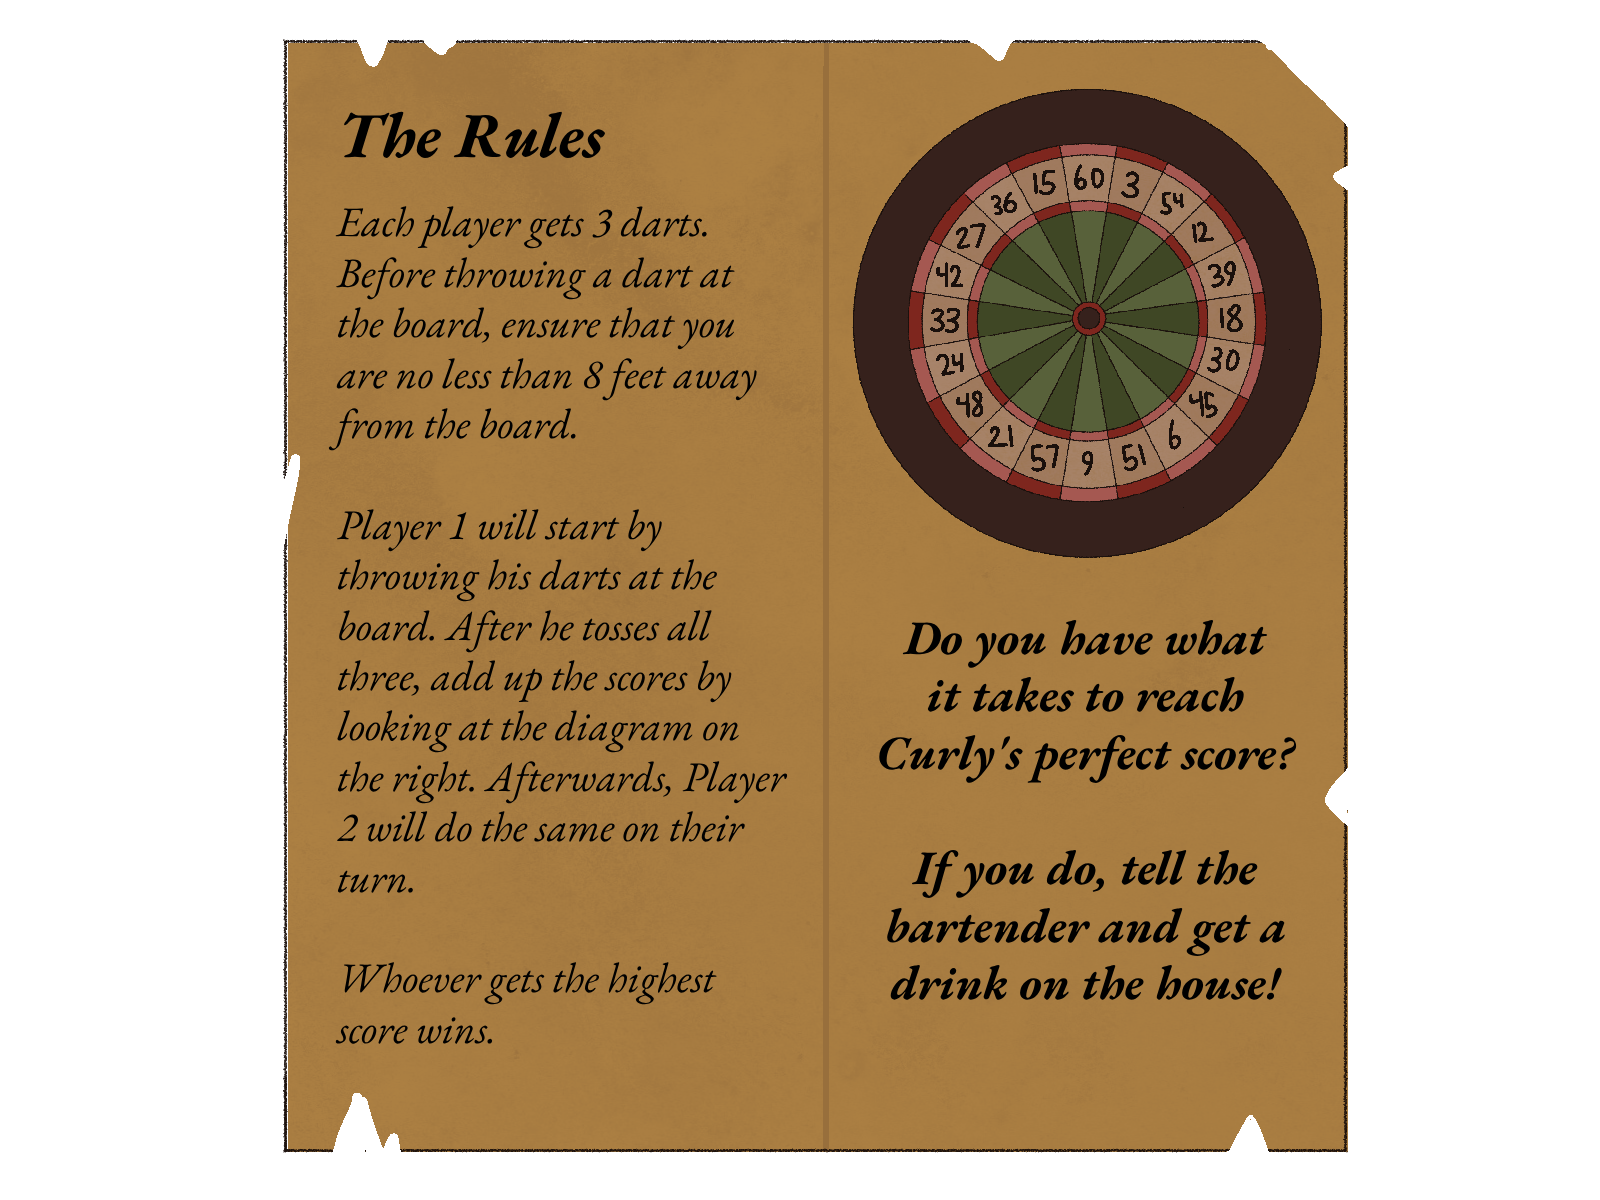 The Rules
Each player gets 3 darts.
Before throwing a dart at
the board, ensure that you
are no less than 8 feet away
from the board.
Player 1 will start by
throwing his darts at the
board. After he tosses all
three, add up the scores by
looking at the diagram on
the right. Afterwards, Player
2 will do the same on their
turn.
Whoever gets the highest
score wins.
60
3
54
12
39
18
30
45
6
51
9
57
21
48
24
33
42
27
36
15
Do you have what
it takes to reach
Curly's perfect score?
If you do, tell the
bartender and get a
drink on the house!